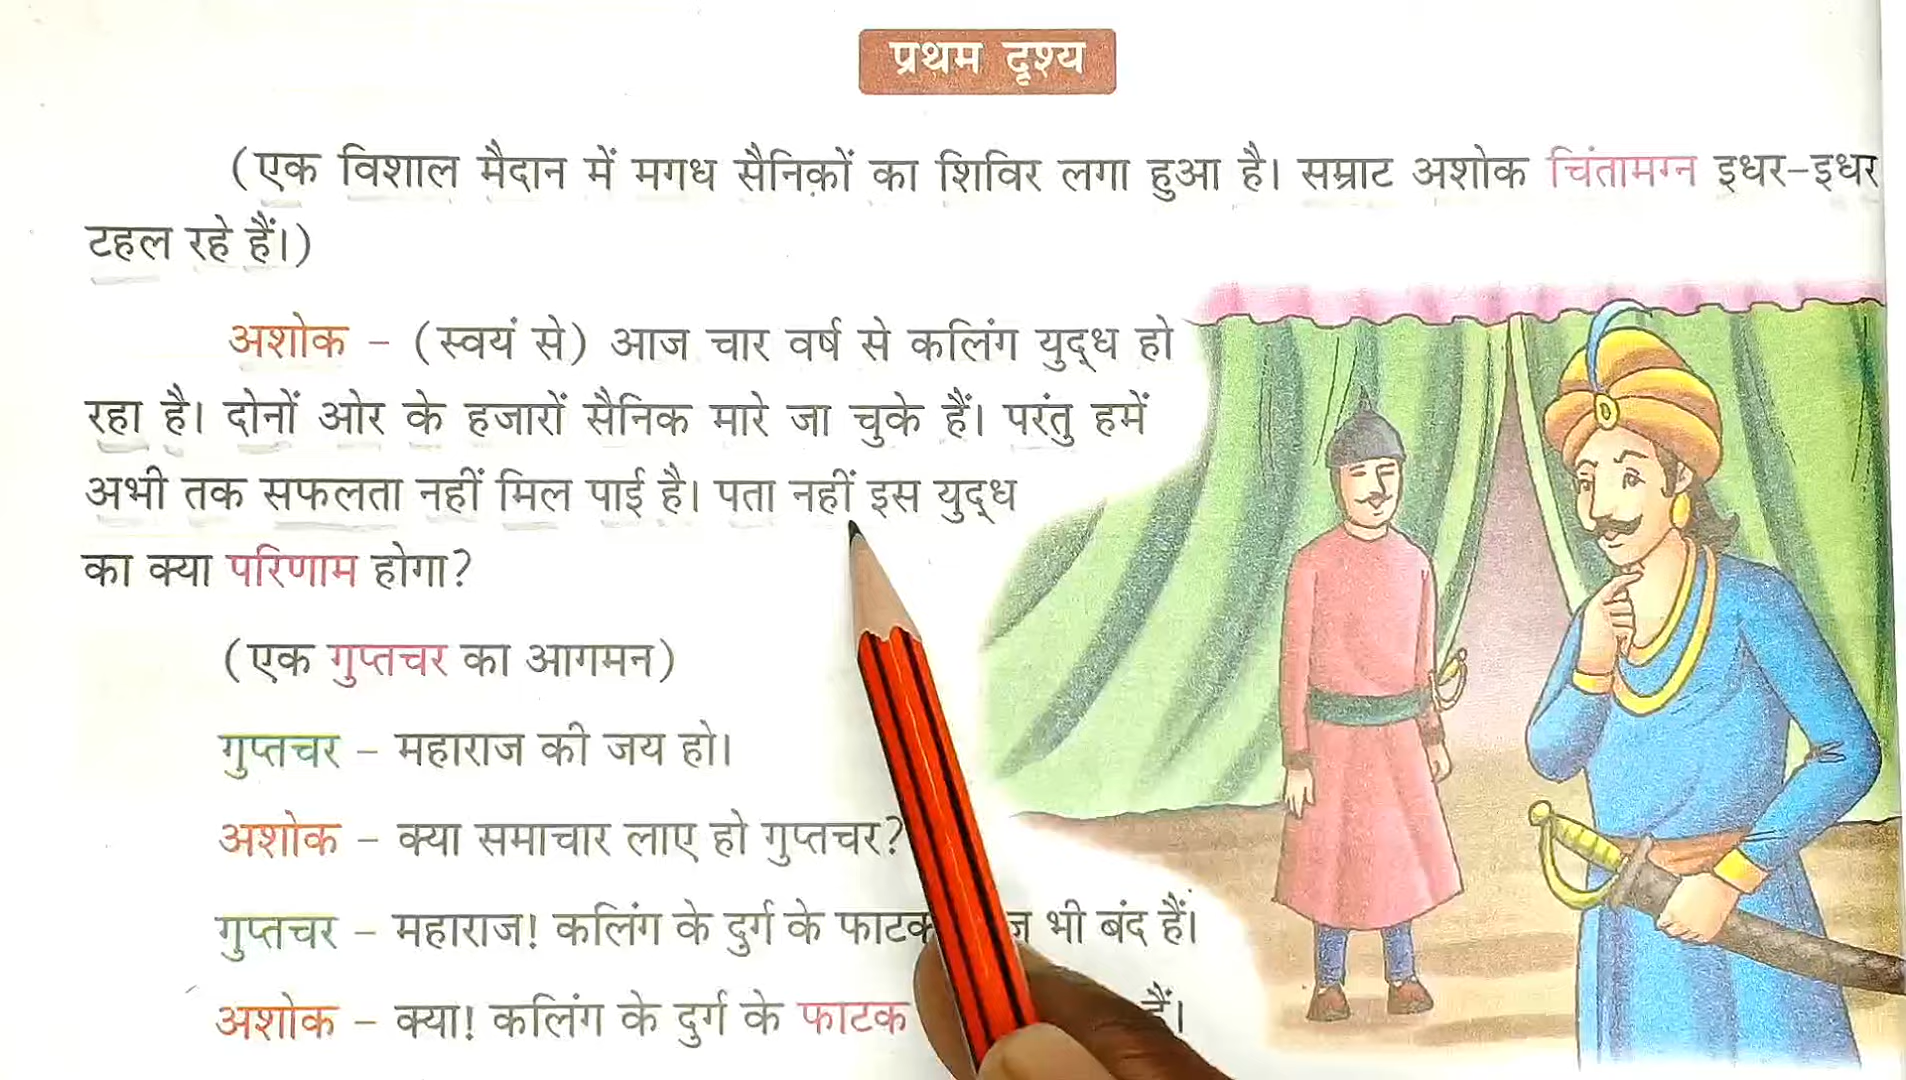 प्रथम दृश्य
(एक विशाल मैदान में मगध सैनिकों का शिविर लगा हुआ है। सम्राट अशोक चिंतामग्न इधर-इधर
टहल रहे हैं।)
अशोक - (स्वयं से) आज चार वर्ष से कलिंग युद्ध हो
रहा है। दोनों ओर के हजारों सैनिक मारे जा चुके हैं। परंतु हमें
अभी तक सफलता नहीं मिल पाई है। पता नहीं इस युद्ध
का क्या परिणाम होगा?
(एक गुप्तचर का आगमन)
गुप्तचर - महाराज की जय हो।
अशोक - क्या समाचार लाए हो गुप्तचर?
गुप्तचर - महाराज! कलिंग के दुर्ग के फाटक भी बंद हैं।
अशोक - क्या! कलिंग के दुर्ग के फाटक हैं।